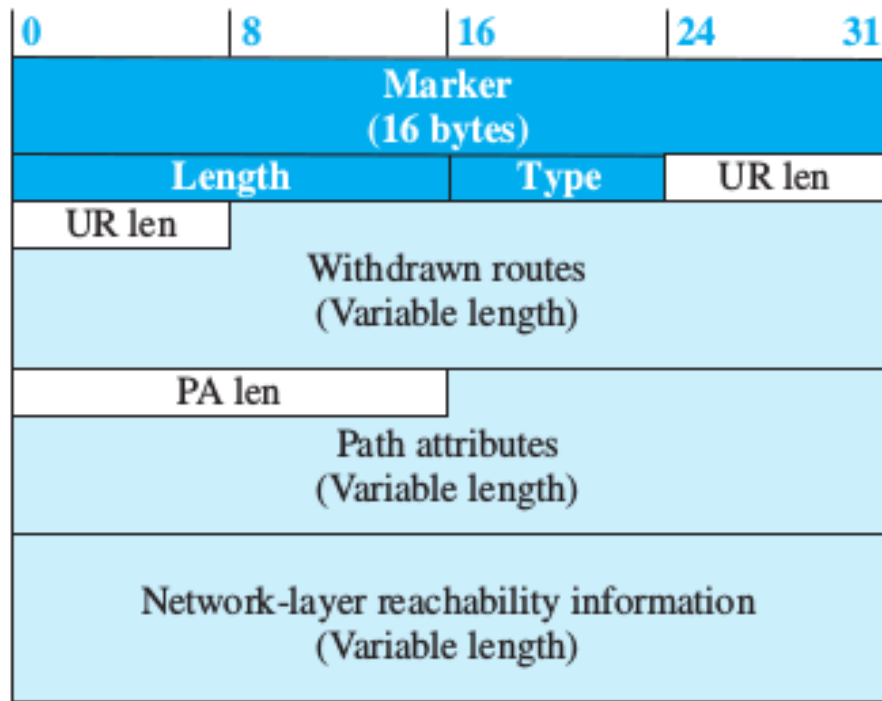 0 8 16 24 31
Marker
(16 bytes)
Length Type UR len
UR len
Withdrawn routes
(Variable length)
PA len
Path attributes
(Variable length)
Network-layer reachability information
(Variable length)